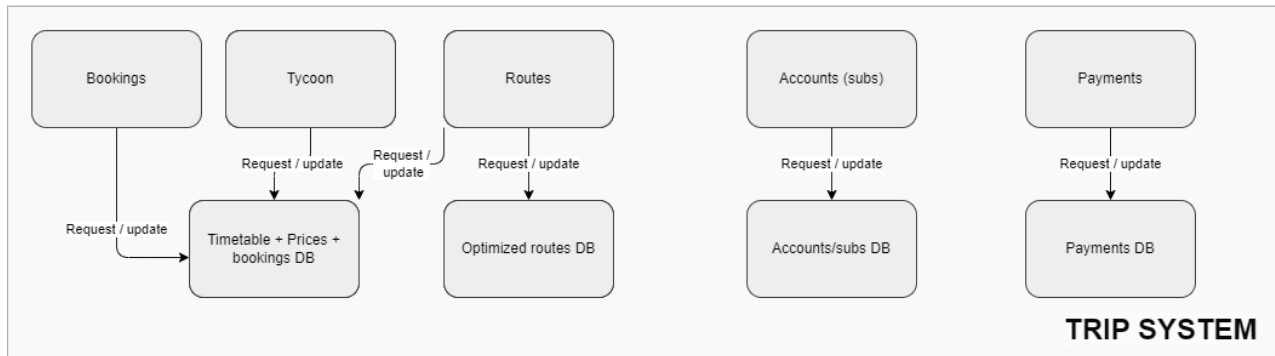 Bookings
Tycoon
Routes
Accounts (subs)
Payments
Request / update
Request /
update
Request / update
Request / update
Request / update
Request / update
Timetable + Prices +
bookings DB
Optimized routes DB
Accounts/subs DB
Payments DB
TRIP SYSTEM